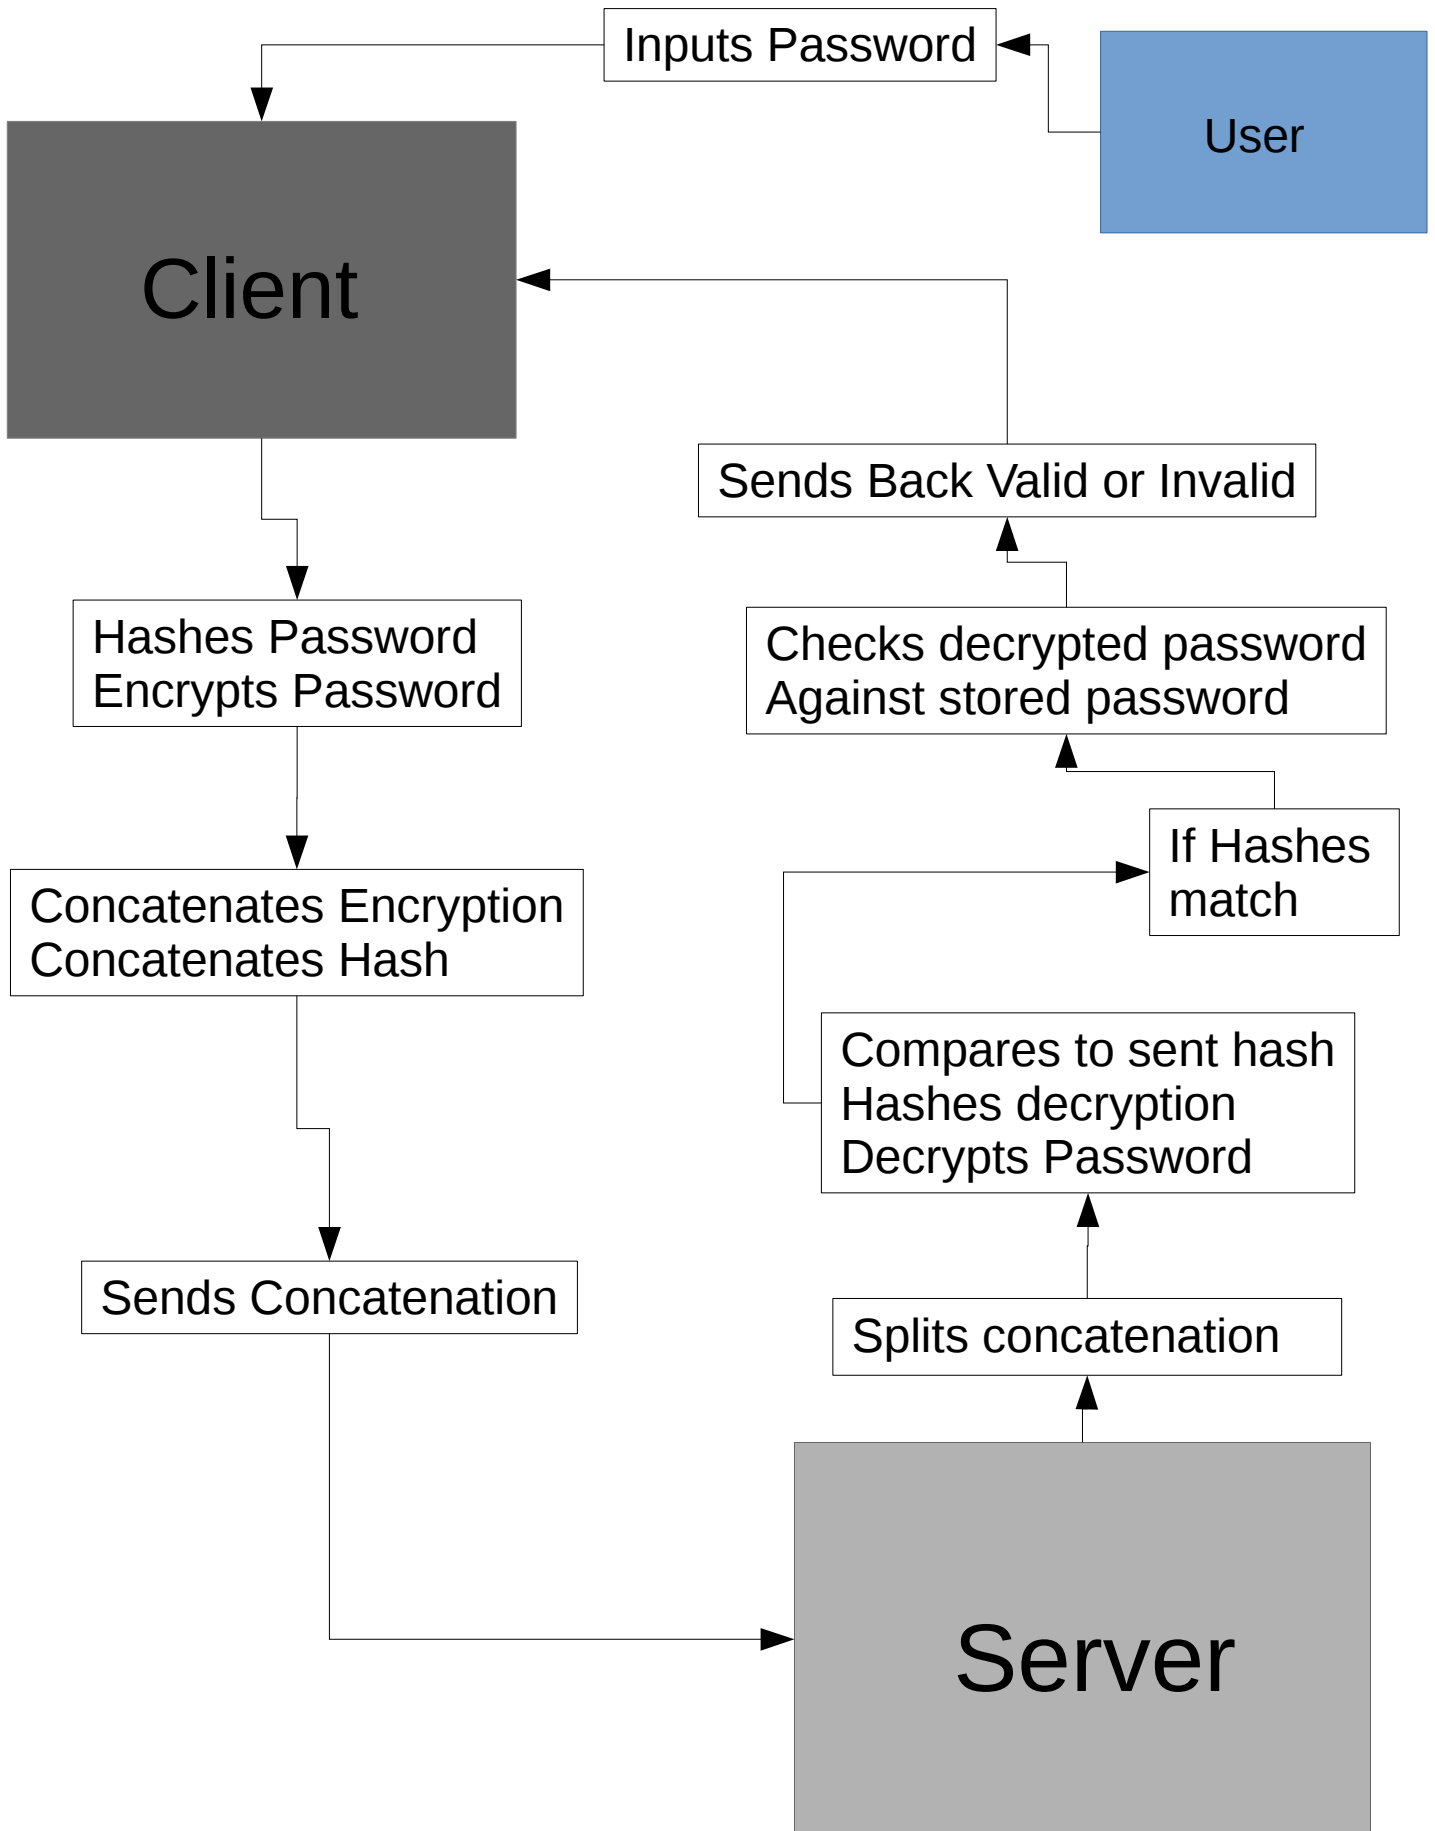 Inputs Password
User
Client
Sends Back Valid or Invalid
Hashes Password
Encrypts Password
Checks decrypted password
Against stored password
If Hashes
match
Concatenates Encryption
Concatenates Hash
Compares to sent hash
Hashes decryption
Decrypts Password
Sends Concatenation
Splits concatenation
Server